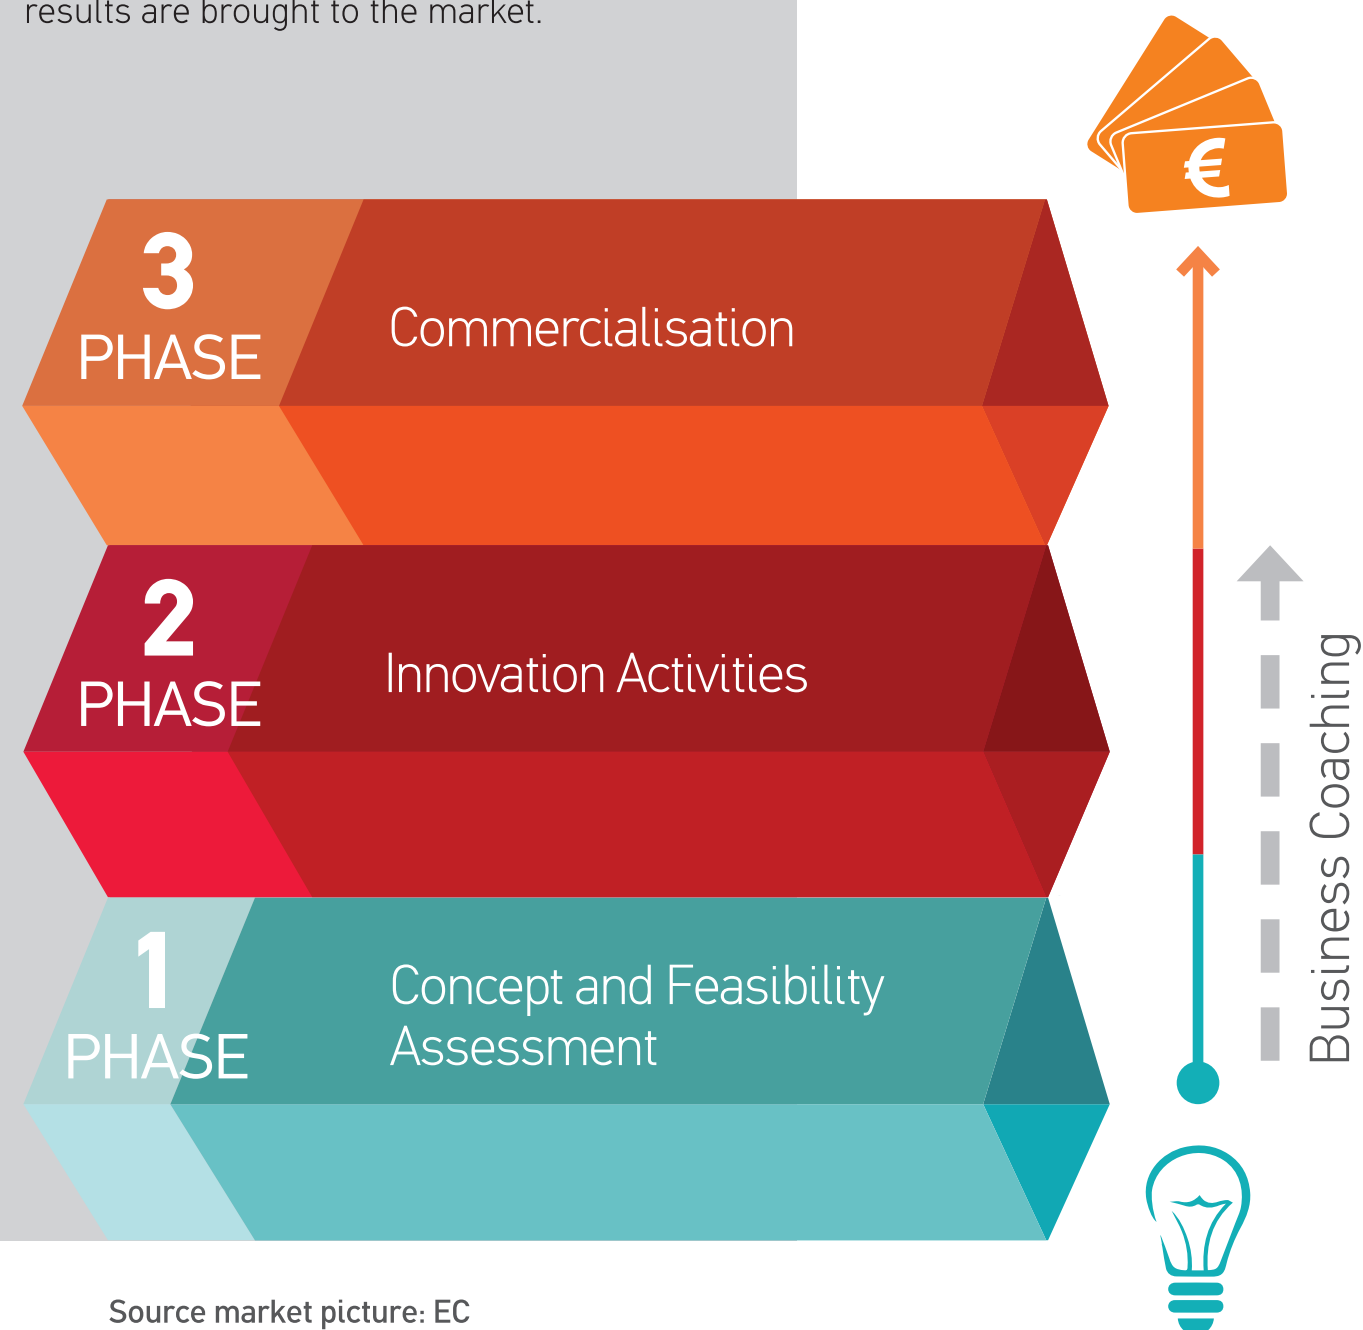 results are brought to the market.
€
3
PHASE
Commercialisation
2
PHASE
Innovation Activities
1
PHASE
Concept and Feasibility
Assessment
Business Coaching
Source market picture: EC